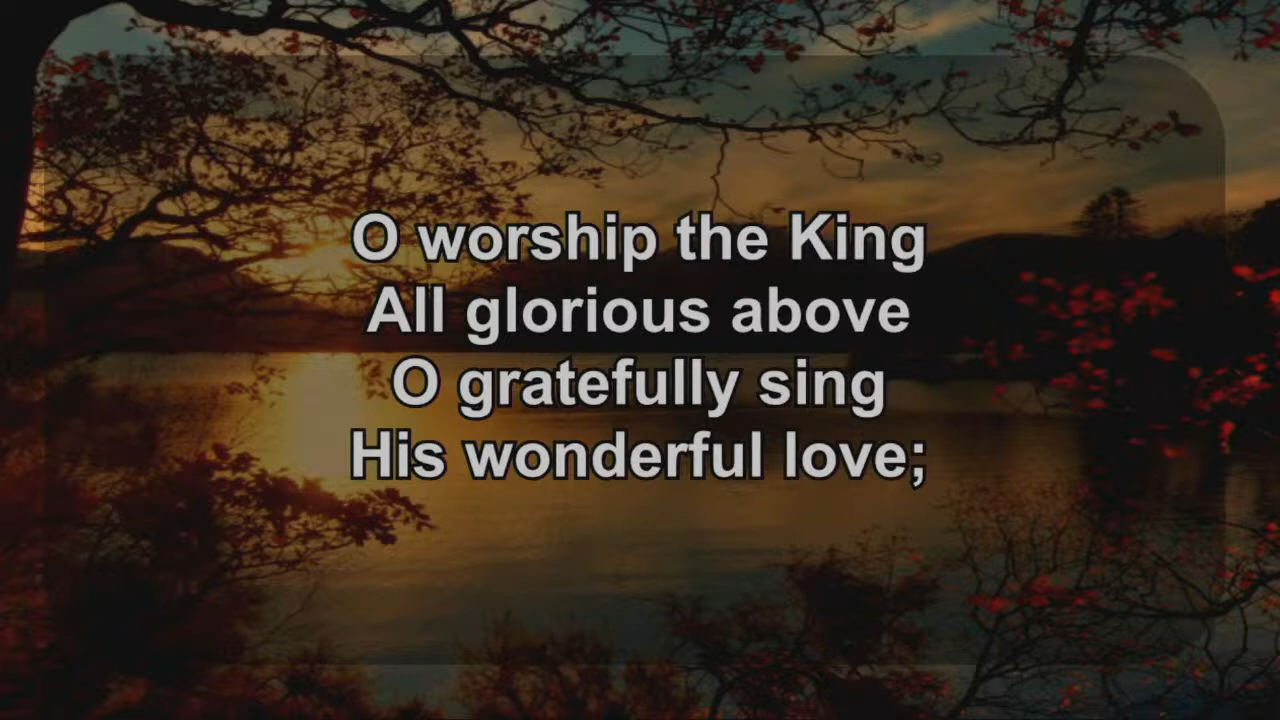 O worship the King
All glorious above
O gratefully sing
His wonderful love;